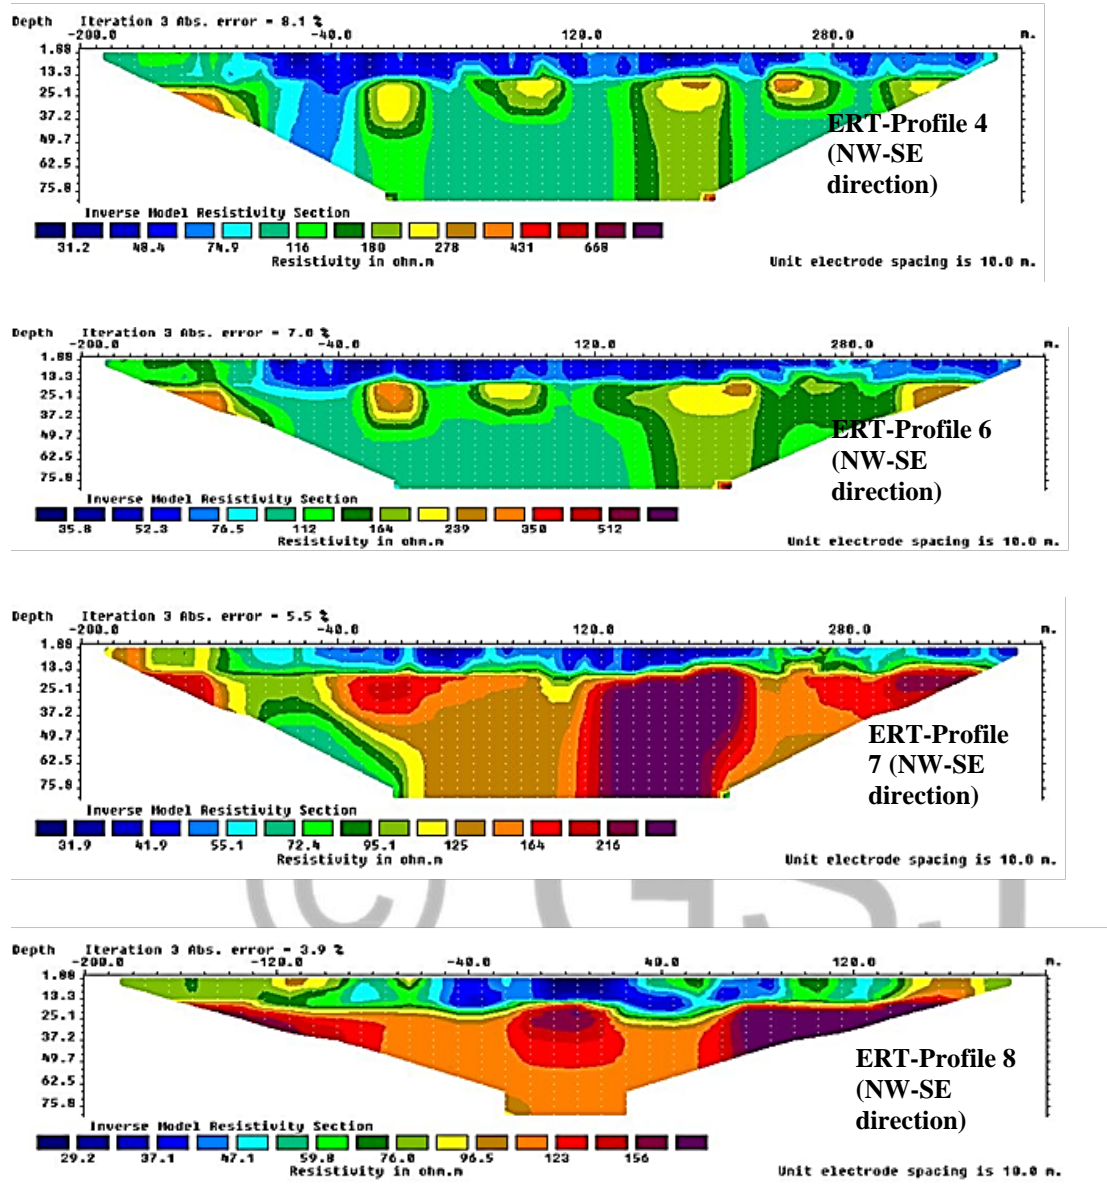 Depth Iteration 3 Abs. error = 8.1 %
-200.0 -40.0 120.0 280.0 m.
1.88
13.3
25.1
37.2
49.7
62.5
75.8
ERT-Profile 4
(NW-SE
direction)
Inverse Model Resistivity Section
31.2 48.4 74.9 116 180 278 431 668
Resistivity in ohm.m Unit electrode spacing is 10.0 m.
Depth Iteration 3 Abs. error = 7.0 %
-200.0 -40.0 120.0 280.0 m.
1.88
13.3
25.1
37.2
49.7
62.5
75.8
ERT-Profile 6
(NW-SE
direction)
Inverse Model Resistivity Section
35.8 52.3 76.5 112 164 239 350 512
Resistivity in ohm.m Unit electrode spacing is 10.0 m.
Depth Iteration 3 Abs. error = 5.5 %
-200.0 -40.0 120.0 280.0 m.
1.88
13.3
25.1
37.2
49.7
62.5
75.8
ERT-Profile
7 (NW-SE
direction)
Inverse Model Resistivity Section
31.9 41.9 55.1 72.4 95.1 125 164 216
Resistivity in ohm.m Unit electrode spacing is 10.0 m.
Depth Iteration 3 Abs. error = 3.9 %
-200.0 -120.0 -40.0 40.0 120.0 m.
1.88
13.3
25.1
37.2
49.7
62.5
75.8
ERT-Profile 8
(NW-SE
direction)
Inverse Model Resistivity Section
29.2 37.1 47.1 59.8 76.0 96.5 123 156
Resistivity in ohm.m Unit electrode spacing is 10.0 m.